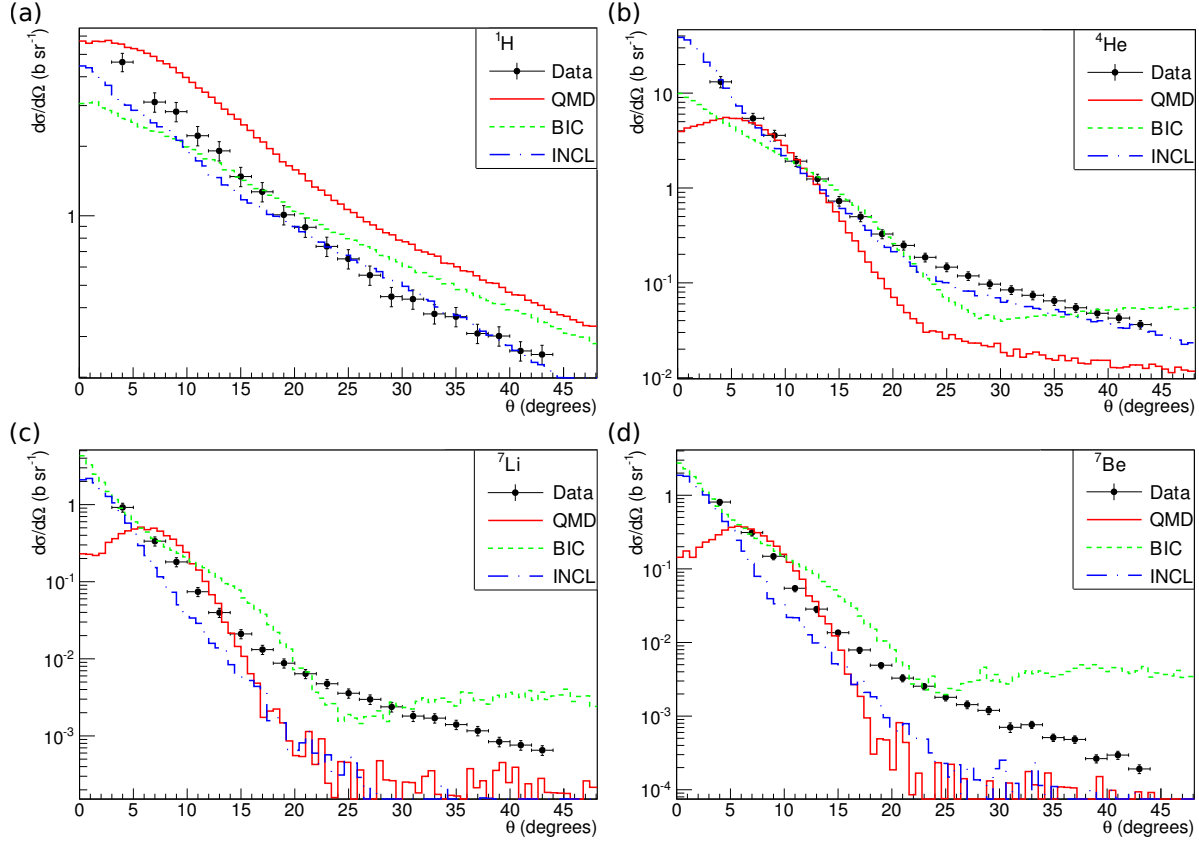 (a)
dσ/dΩ (b sr⁻¹)
1
¹H
Data
QMD
BIC
INCL
0 5 10 15 20 25 30 35 40 45
θ (degrees)
(b)
dσ/dΩ (b sr⁻¹)
10
1
10⁻¹
10⁻²
⁴He
Data
QMD
BIC
INCL
0 5 10 15 20 25 30 35 40 45
θ (degrees)
(c)
dσ/dΩ (b sr⁻¹)
1
10⁻¹
10⁻²
10⁻³
⁷Li
Data
QMD
BIC
INCL
0 5 10 15 20 25 30 35 40 45
θ (degrees)
(d)
dσ/dΩ (b sr⁻¹)
1
10⁻¹
10⁻²
10⁻³
10⁻⁴
⁷Be
Data
QMD
BIC
INCL
0 5 10 15 20 25 30 35 40 45
θ (degrees)